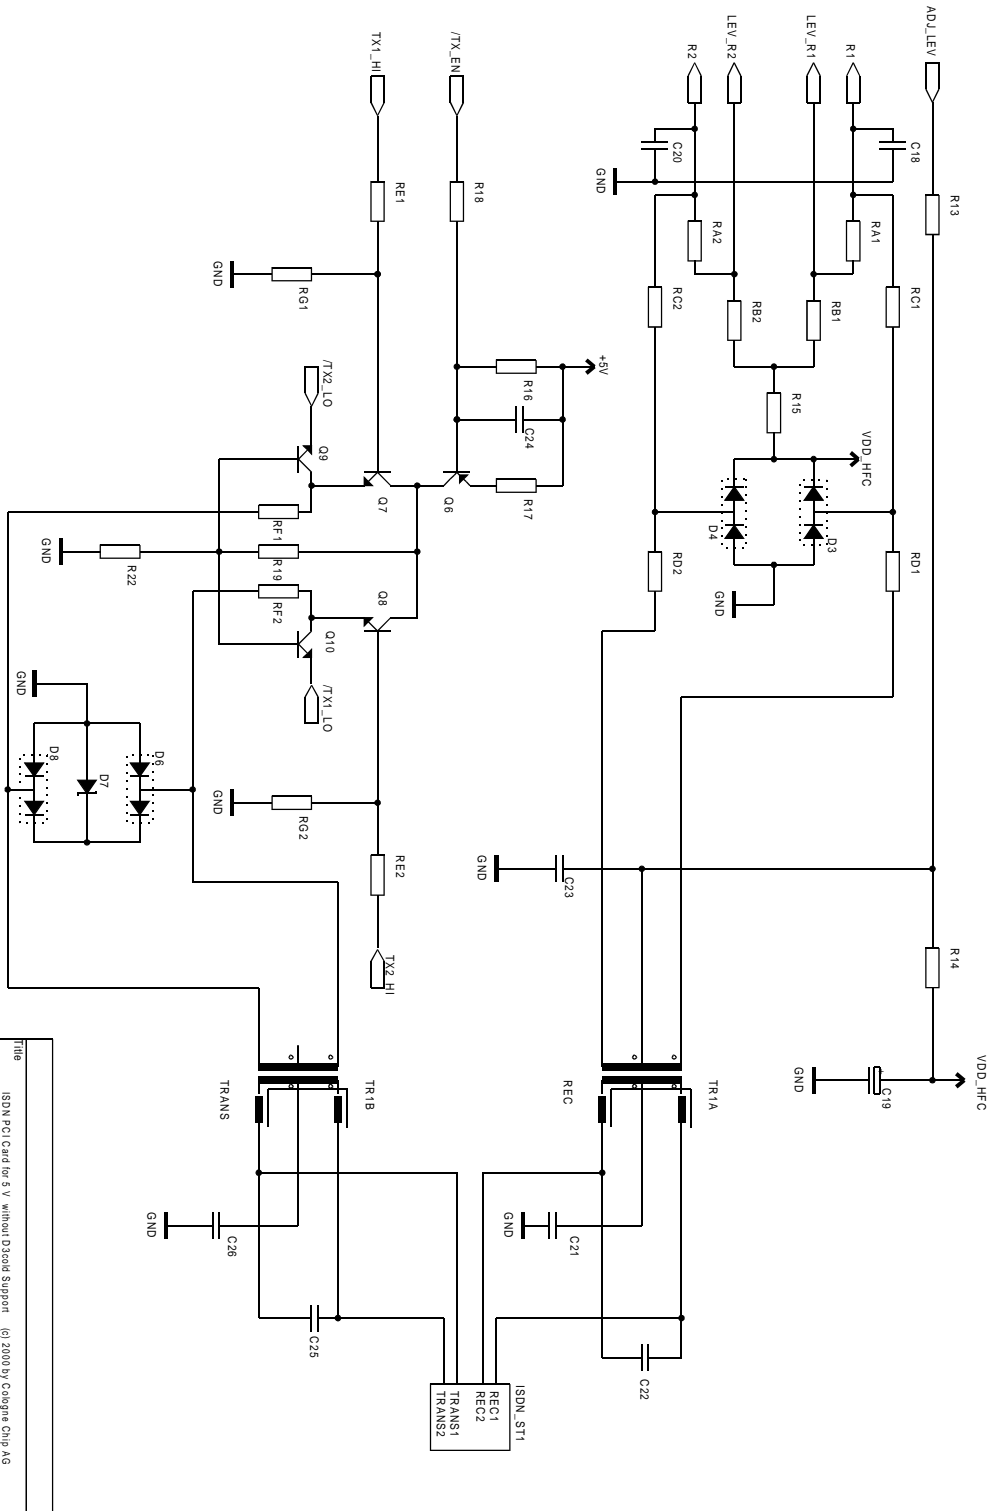 ADJ_LEV
R1
LEV_R1
LEV_R2
R2
C18
C20
GND
R13
RA1
RA2
RC1
RB1
RB2
RC2
R15
VDD_HFC
D3
D4
GND
RD1
RD2
/TX_EN
TX1_HI
R18
RE1
GND
RG1
+5V
R16
C24
R17
/TX2_LO
Q9
Q7
Q6
RF1
R19
RF2
GND
R22
Q8
Q10
/TX1_LO
GND
D8
D7
D6
GND
RG2
RE2
TX2_HI
GND
C23
R14
VDD_HFC
GND
C19
TR1A
REC
TR1B
TRANS
GND
C21
GND
C26
C25
C22
ISDN_ST1
REC1
REC2
TRANS1
TRANS2
Title
ISDN PCI Card for 5 V without D3cold Support (c) 2000 by Cologne Chip AG